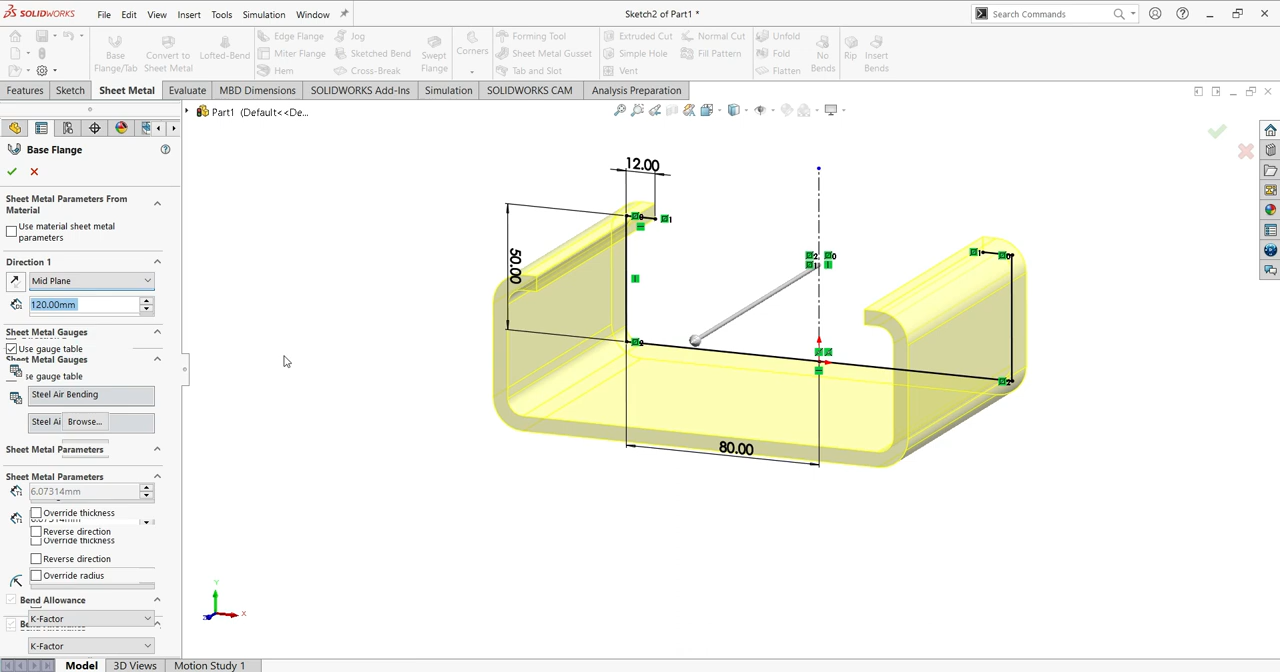 SOLIDWORKS File Edit View Insert Tools Simulation Window Sketch2 of Part1 * Search Commands
Base Flange/Tab Convert to Sheet Metal Lofted-Bend Edge Flange Miter Flange Hem Jog Sketched Bend Cross-Break Swept Flange Corners Forming Tool Sheet Metal Gusset Tab and Slot Extruded Cut Simple Hole Vent Normal Cut Fill Pattern Unfold Fold Flatten No Bends Rip Insert Bends
Features Sketch Sheet Metal Evaluate MBD Dimensions SOLIDWORKS Add-Ins Simulation SOLIDWORKS CAM Analysis Preparation
Part1 (Default<<De...
Base Flange
Sheet Metal Parameters From
Material
Use material sheet metal
parameters
Direction 1
Mid Plane
120.00mm
Sheet Metal Gauges
Use gauge table
Sheet Metal Gauges
se gauge table
Steel Air Bending
Steel Ai Browse...
Sheet Metal Parameters
Sheet Metal Parameters
6.07314mm
Override thickness
Reverse direction
Override thickness
Reverse direction
Override radius
Bend Allowance
K-Factor
K-Factor
12.00
50.00
80.00
Y
X
Z
Model 3D Views Motion Study 1